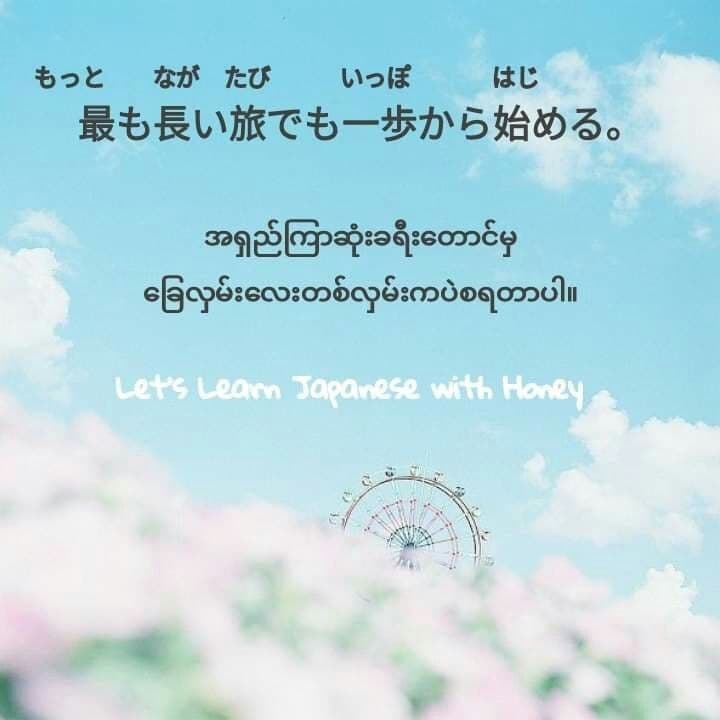 もっと なが たび いっぽ はじ
最も長い旅でも一歩から始める。
အရှည်ကြာဆုံးခရီးတောင်မှ
ခြေလှမ်းလေးတစ်လှမ်းကပဲစရတာပါ။
Let's Learn Japanese with Honey